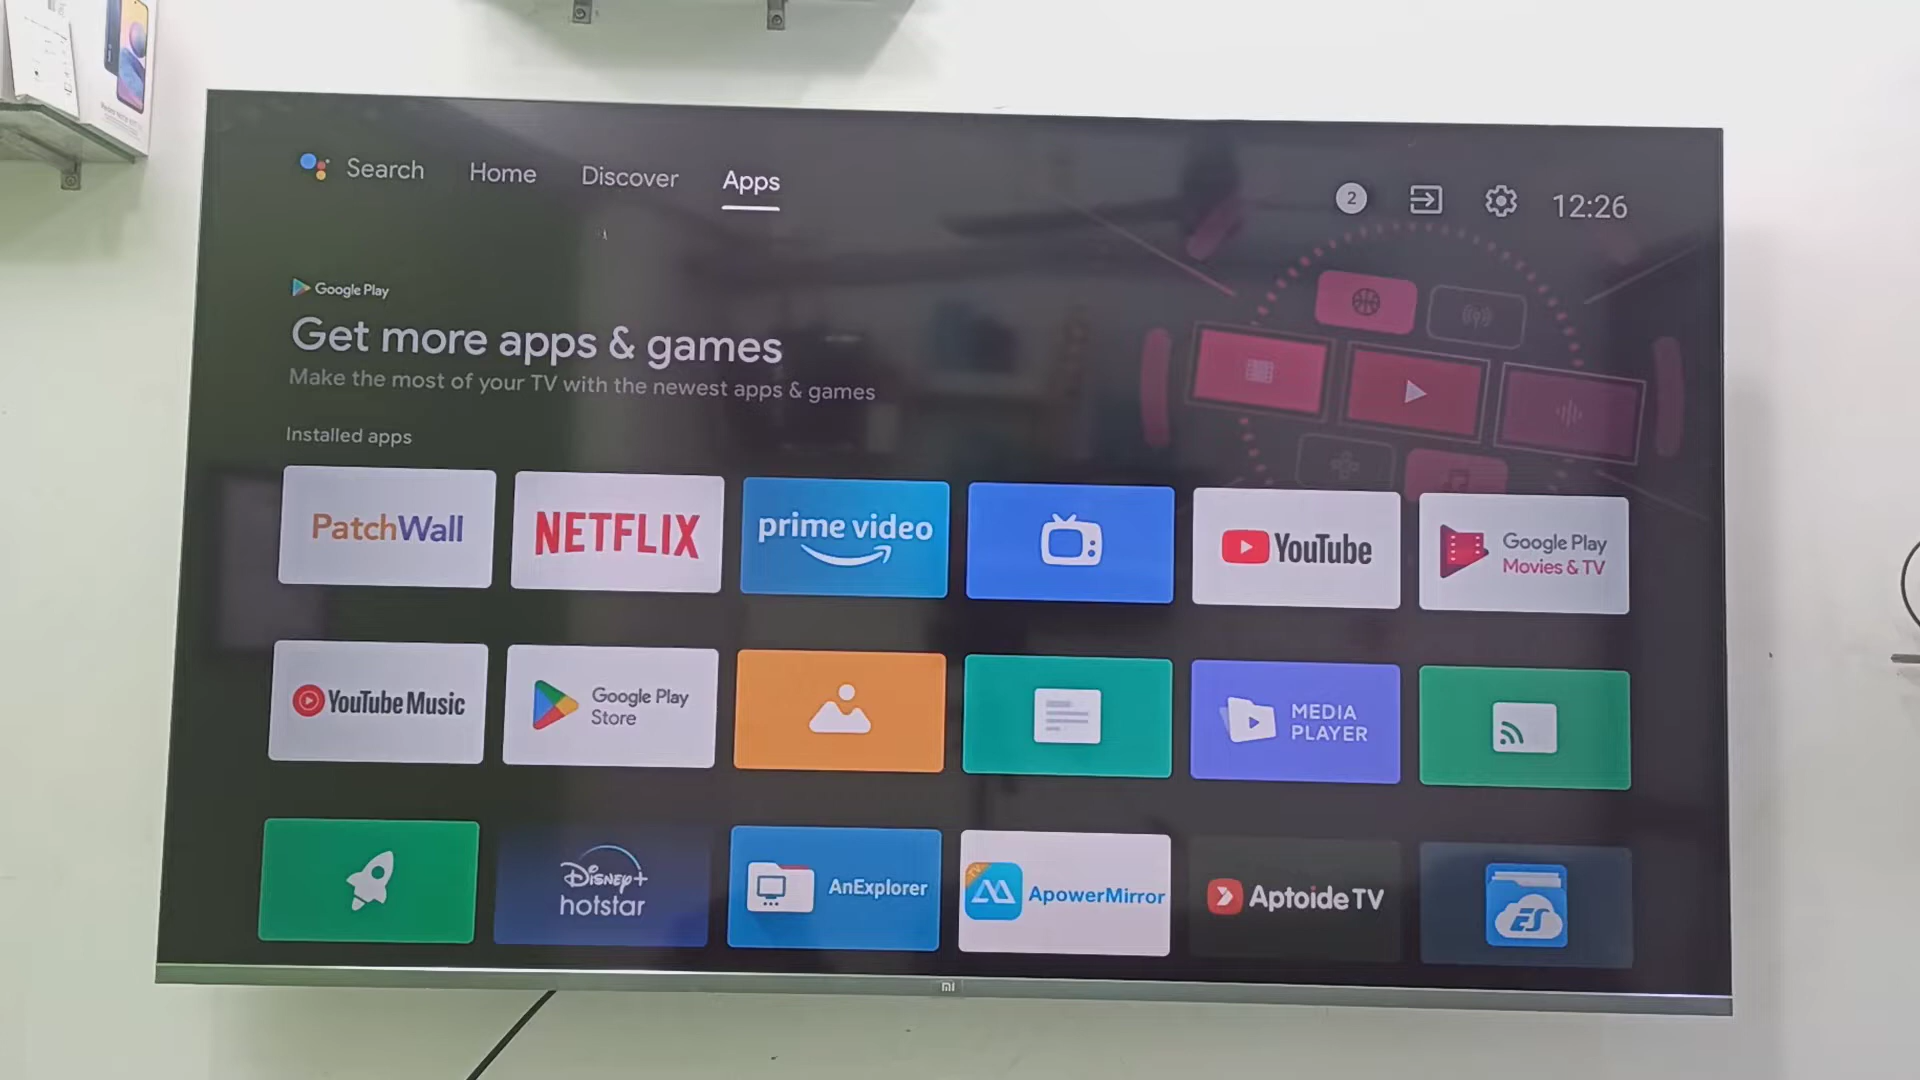 Search Home Discover Apps
2 12:26
Google Play
Get more apps & games
Make the most of your TV with the newest apps & games
Installed apps
PatchWall
NETFLIX
prime video
YouTube
Google Play
Movies & TV
YouTube Music
Google Play
Store
MEDIA
PLAYER
Disney+
hotstar
AnExplorer
TV
ApowerMirror
Aptoide TV
ES
mi